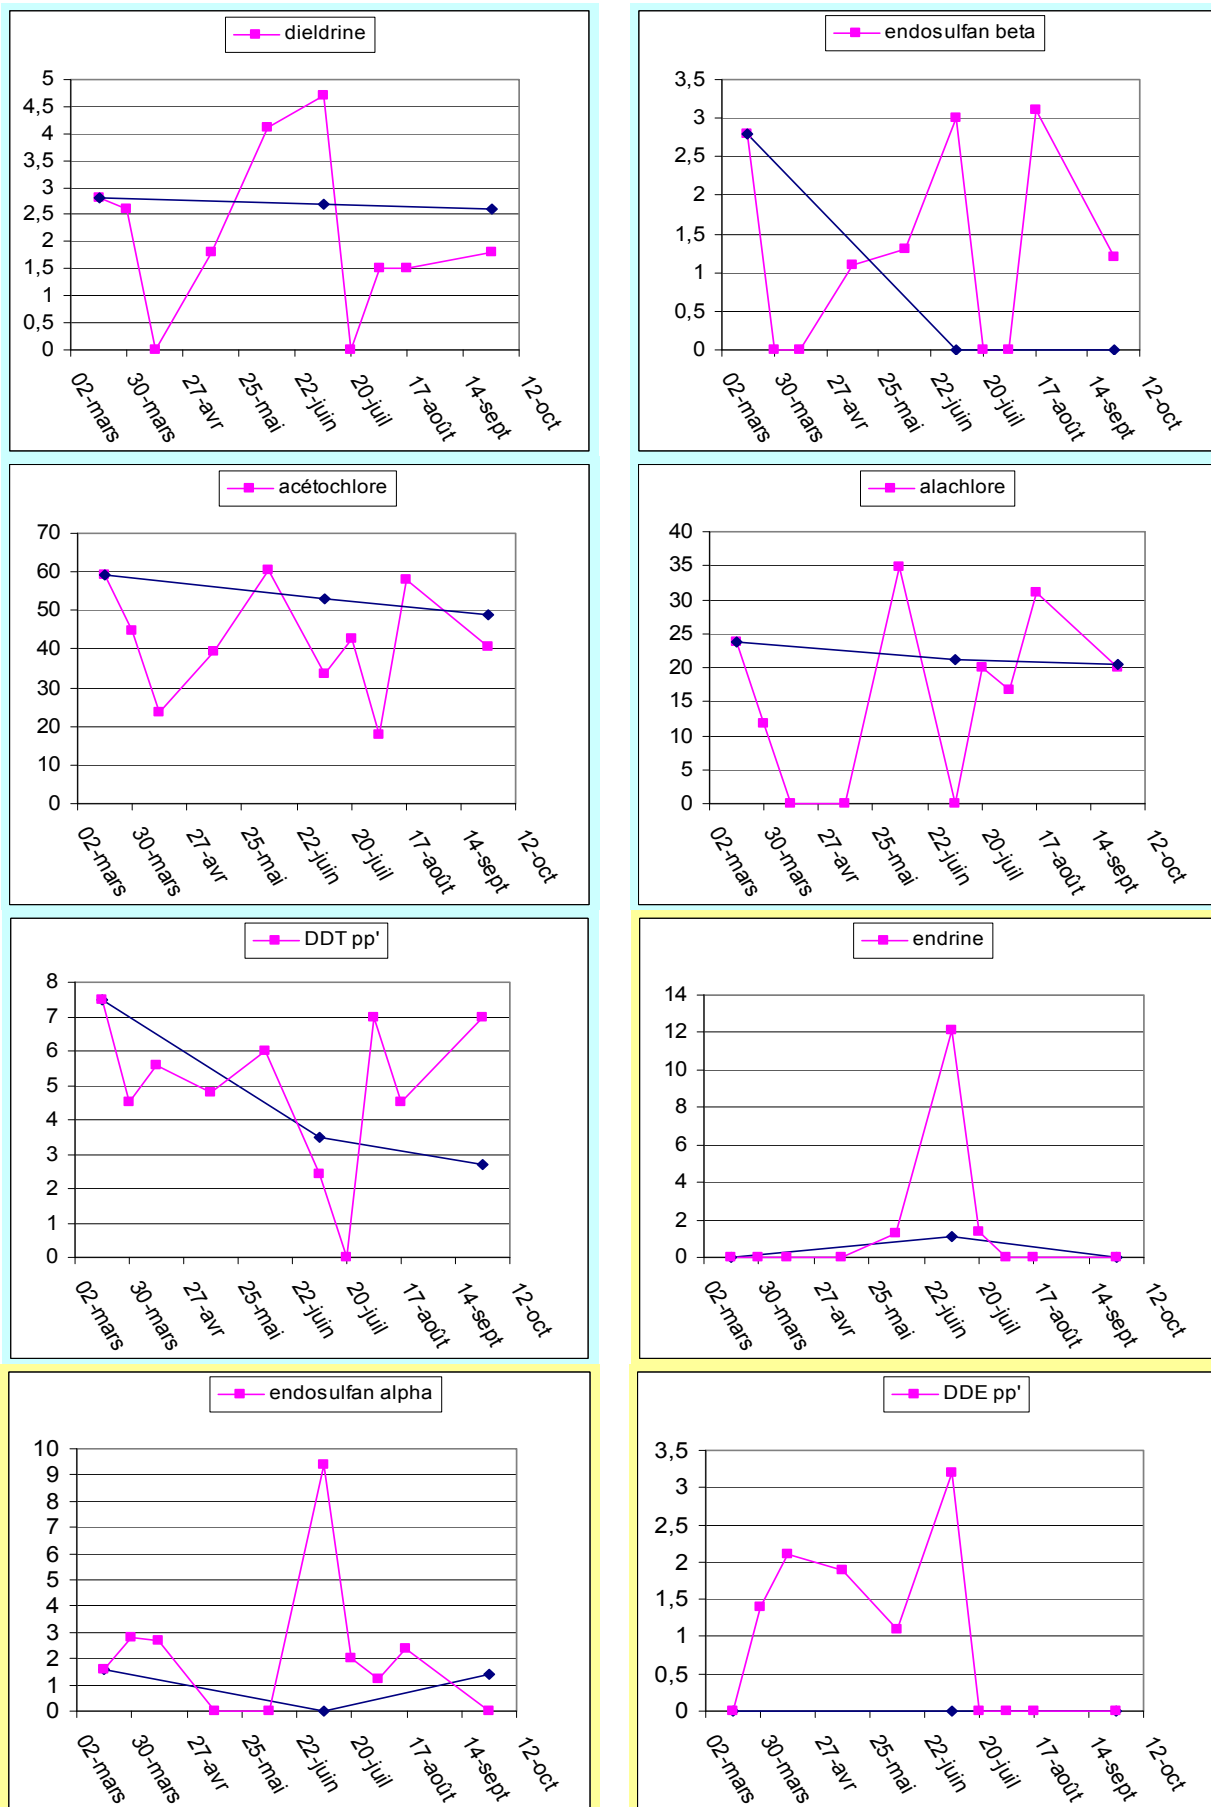 dieldrine
5
4,5
4
3,5
3
2,5
2
1,5
1
0,5
0
02-mars
30-mars
27-avr
25-mai
22-juin
20-juil
17-août
14-sept
12-oct
endosulfan beta
3,5
3
2,5
2
1,5
1
0,5
0
02-mars
30-mars
27-avr
25-mai
22-juin
20-juil
17-août
14-sept
12-oct
acétochlore
70
60
50
40
30
20
10
0
02-mars
30-mars
27-avr
25-mai
22-juin
20-juil
17-août
14-sept
12-oct
alachlore
40
35
30
25
20
15
10
5
0
02-mars
30-mars
27-avr
25-mai
22-juin
20-juil
17-août
14-sept
12-oct
DDT pp'
8
7
6
5
4
3
2
1
0
02-mars
30-mars
27-avr
25-mai
22-juin
20-juil
17-août
14-sept
12-oct
endrine
14
12
10
8
6
4
2
0
02-mars
30-mars
27-avr
25-mai
22-juin
20-juil
17-août
14-sept
12-oct
endosulfan alpha
10
9
8
7
6
5
4
3
2
1
0
02-mars
30-mars
27-avr
25-mai
22-juin
20-juil
17-août
14-sept
12-oct
DDE pp'
3,5
3
2,5
2
1,5
1
0,5
0
02-mars
30-mars
27-avr
25-mai
22-juin
20-juil
17-août
14-sept
12-oct